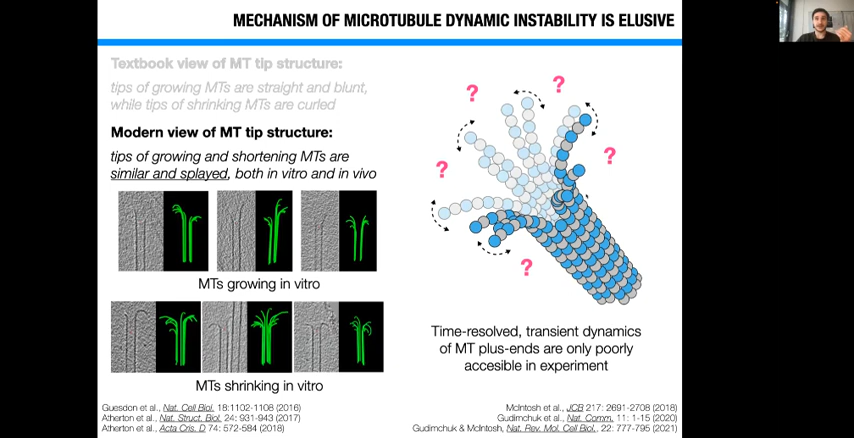 MECHANISM OF MICROTUBULE DYNAMIC INSTABILITY IS ELUSIVE
Textbook view of MT tip structure:
tips of growing MTs are straight and blunt,
while tips of shrinking MTs are curled
Modern view of MT tip structure:
tips of growing and shortening MTs are
similar and splayed, both in vitro and in vivo
MTs growing in vitro
MTs shrinking in vitro
Guesdon et al., Nat. Cell Biol. 18:1102-1108 (2016)
Atherton et al., Nat. Struct. Biol. 24: 931-943 (2017)
Atherton et al., Acta Cris. D 74: 572-584 (2018)
?
?
?
?
?
Time-resolved, transient dynamics
of MT plus-ends are only poorly
accesible in experiment
McIntosh et al., JCB 217: 2691-2708 (2018)
Gudimchuk et al., Nat. Comm. 11: 1-15 (2020)
Gudimchuk & McIntosh, Nat. Rev. Mol. Cell Biol., 22: 777-795 (2021)